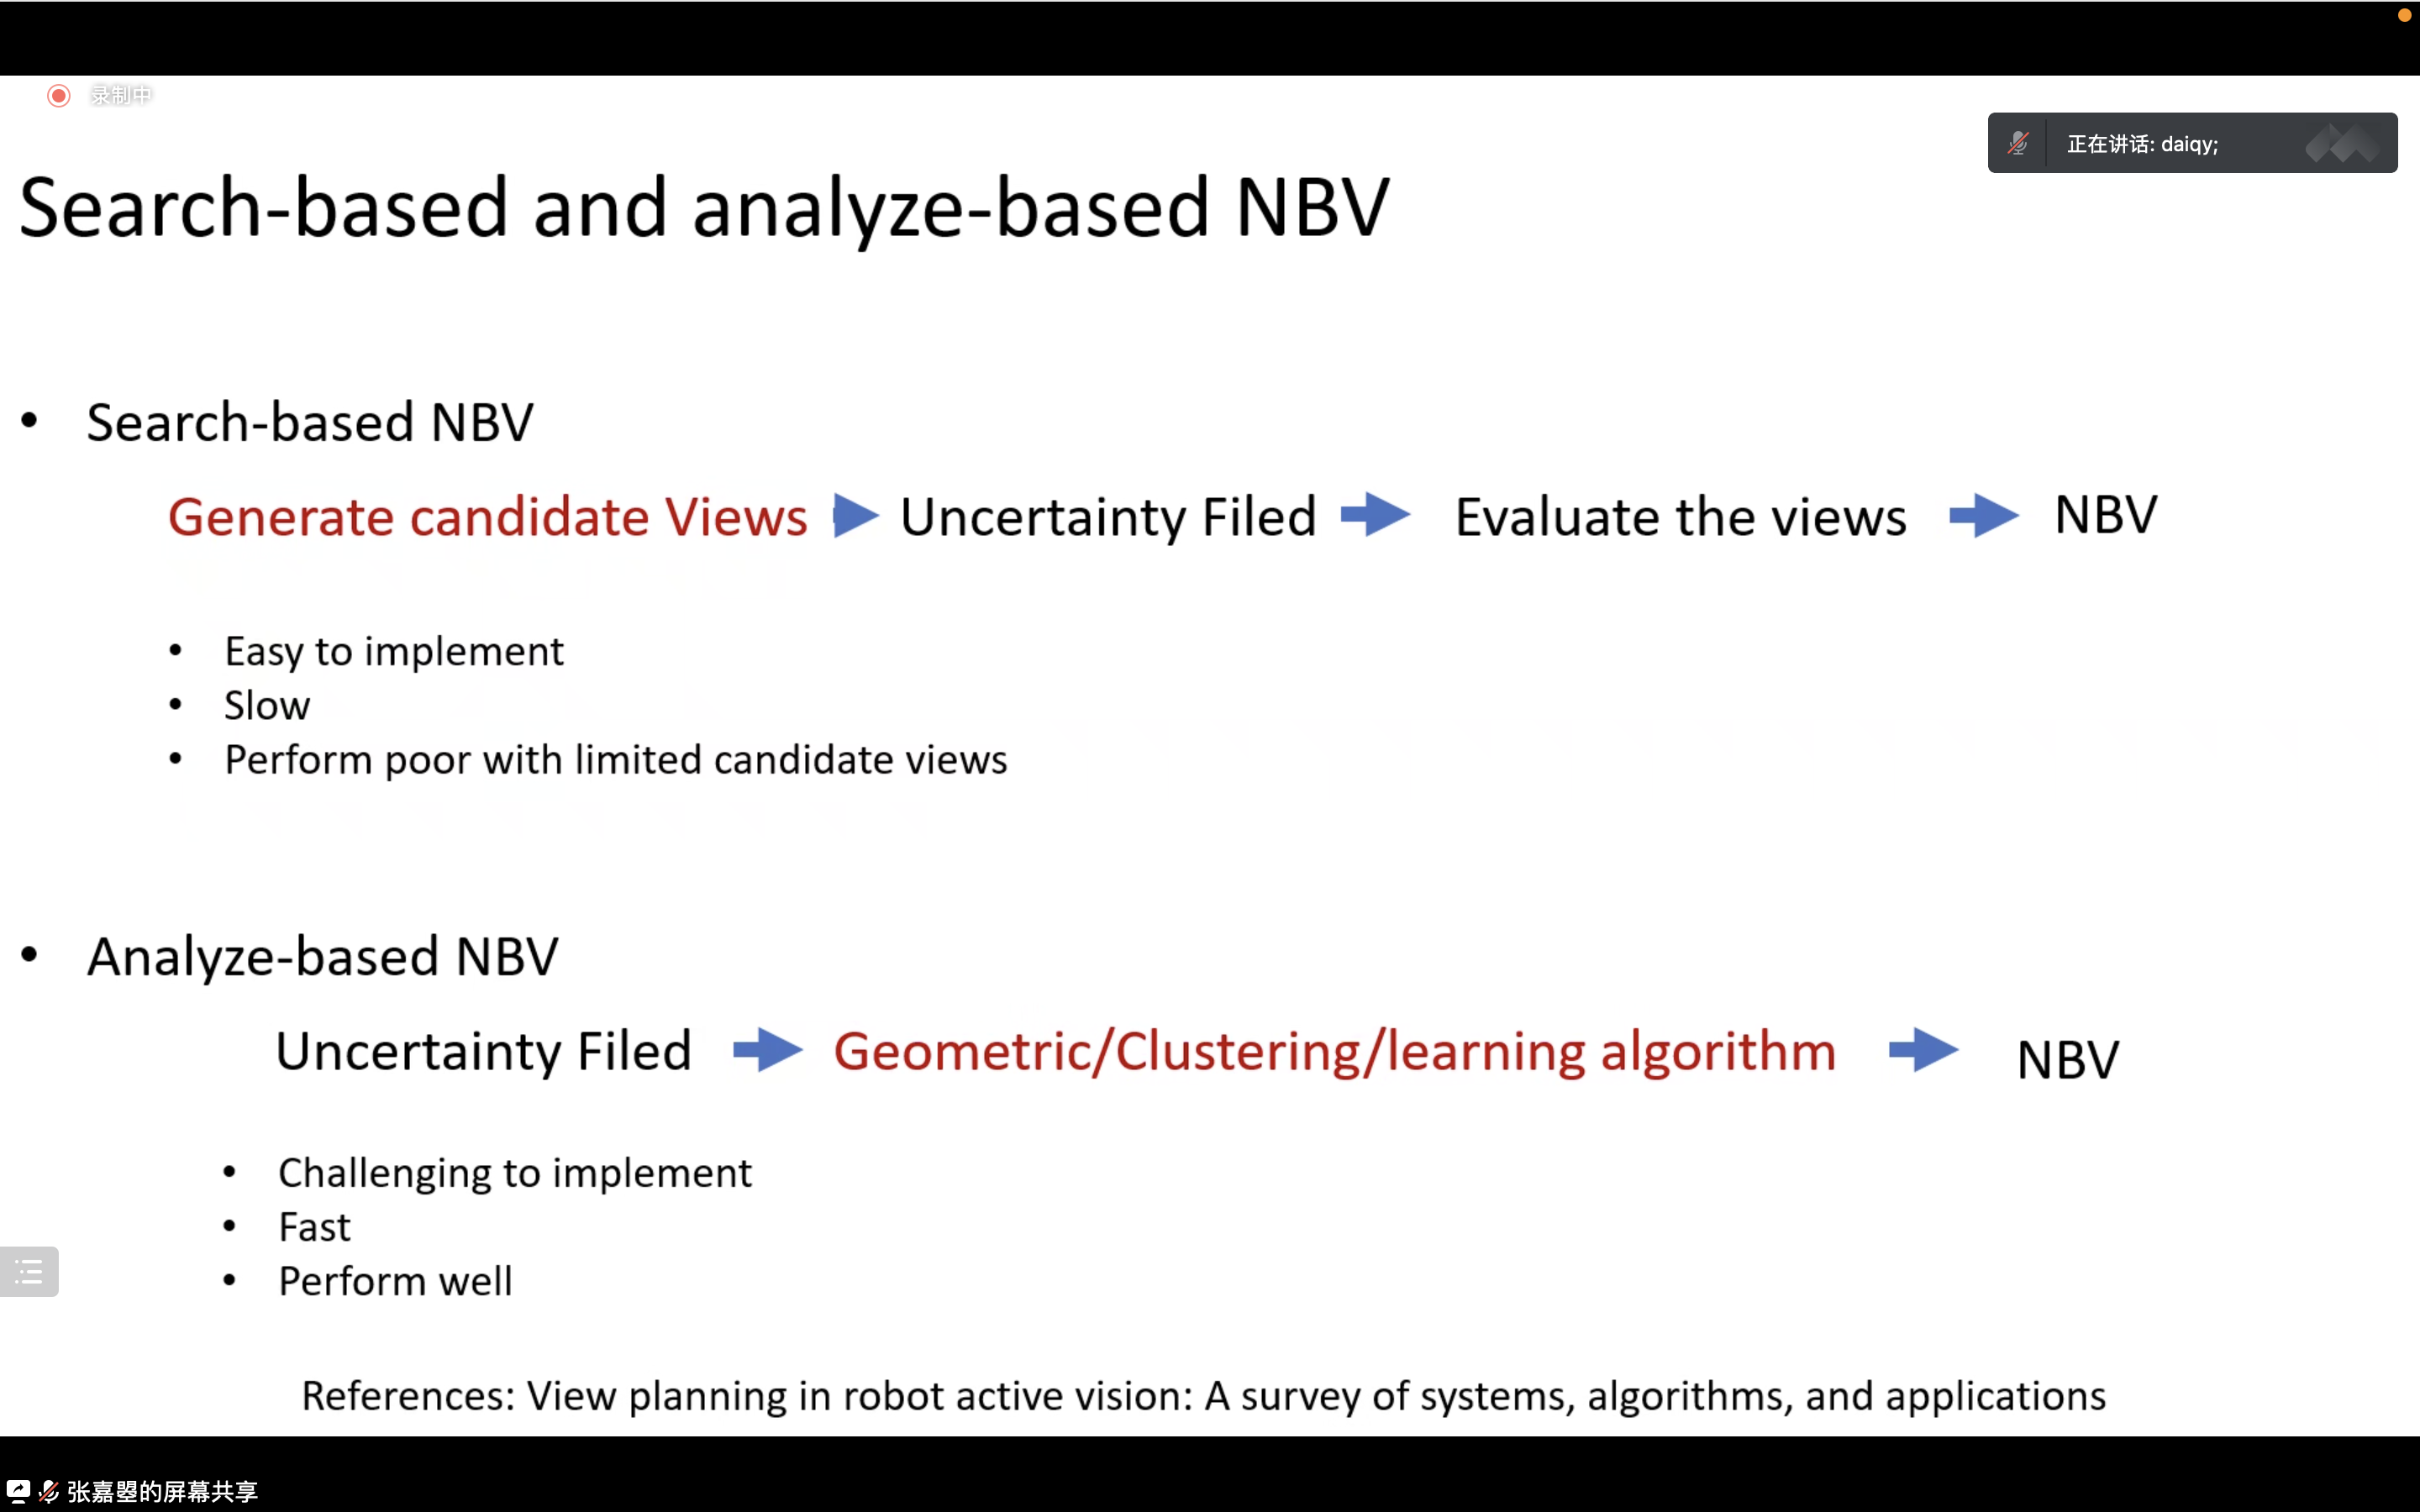 录制中
正在讲话: daiqy;
Search-based and analyze-based NBV
• Search-based NBV
Generate candidate Views Uncertainty Filed Evaluate the views NBV
• Easy to implement
• Slow
• Perform poor with limited candidate views
• Analyze-based NBV
Uncertainty Filed Geometric/Clustering/learning algorithm NBV
• Challenging to implement
• Fast
• Perform well
References: View planning in robot active vision: A survey of systems, algorithms, and applications
张嘉曌的屏幕共享